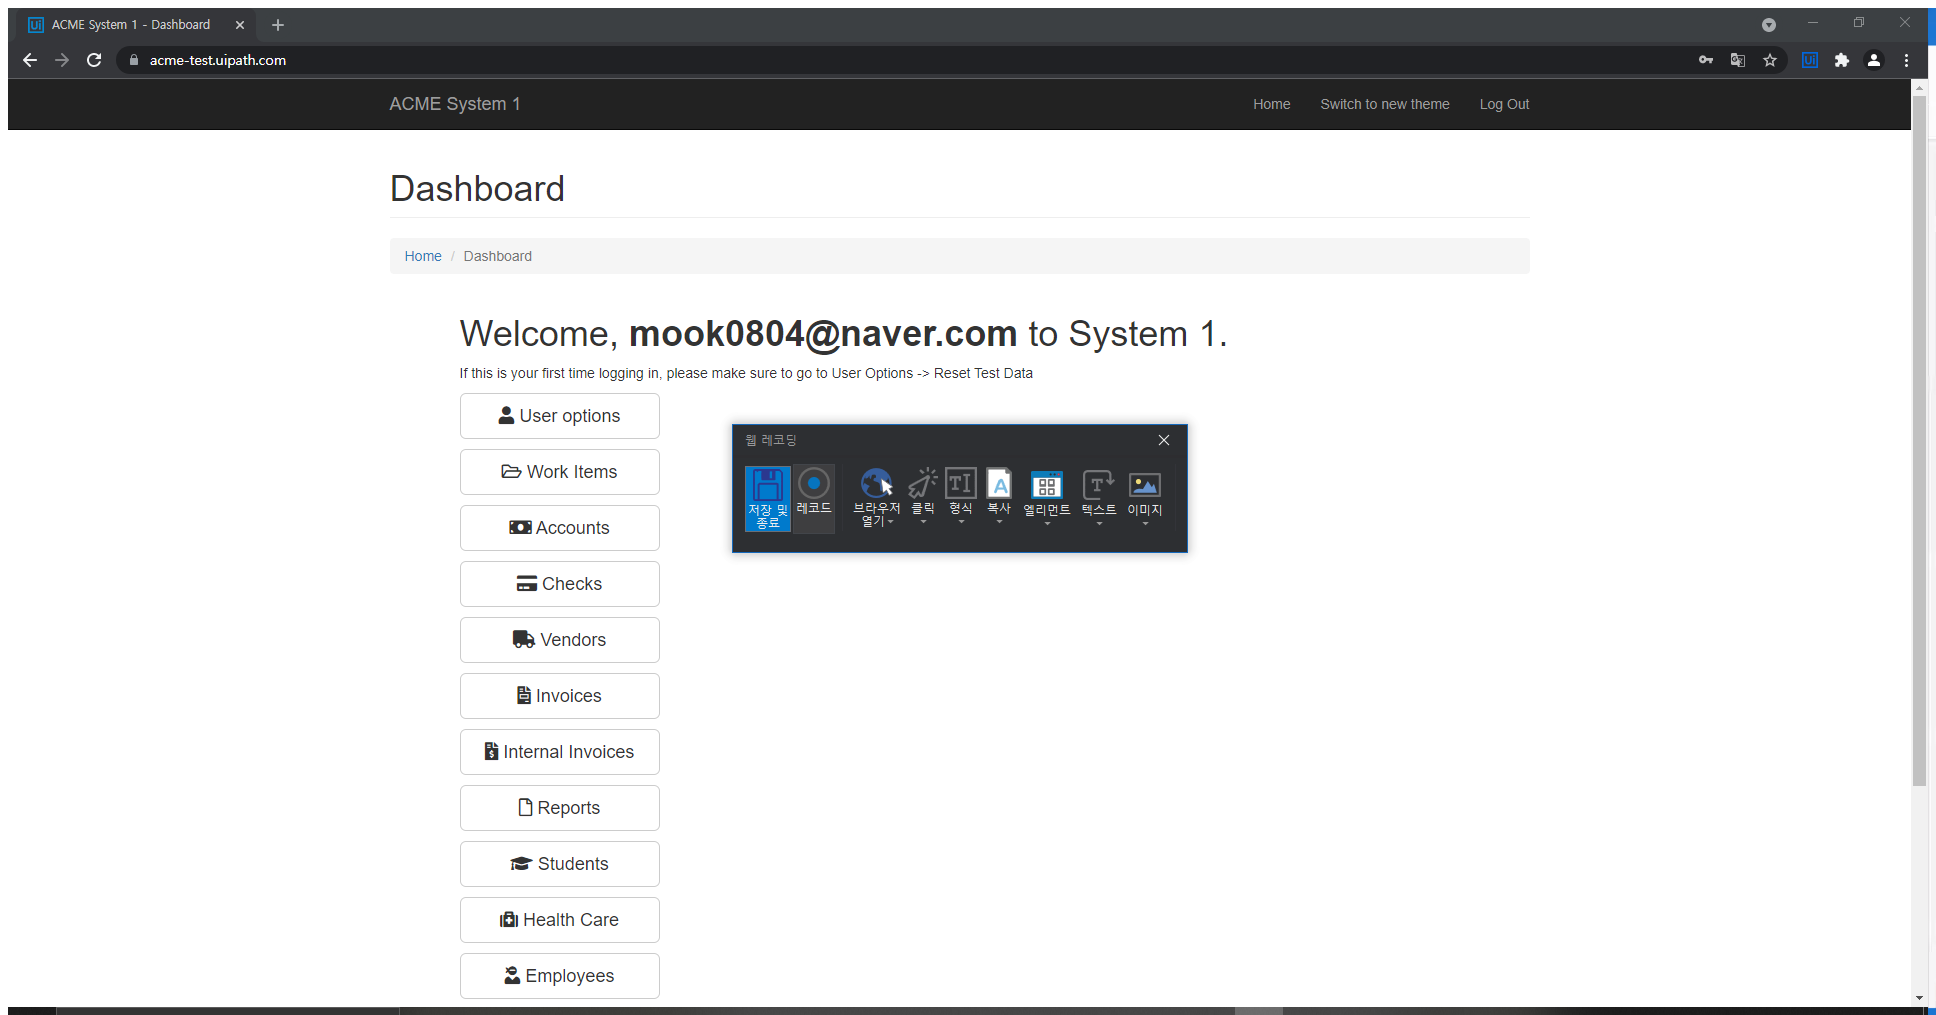 ACME System 1 - Dashboard
acme-test.uipath.com
ACME System 1
Home
Switch to new theme
Log Out
Dashboard
Home / Dashboard
Welcome, mook0804@naver.com to System 1.
If this is your first time logging in, please make sure to go to User Options -> Reset Test Data
User options
Work Items
Accounts
Checks
Vendors
Invoices
Internal Invoices
Reports
Students
Health Care
Employees
웹 레코딩
저장 및
종료
레코드
브라우저
열기
클릭
형식
복사
엘리먼트
텍스트
이미지